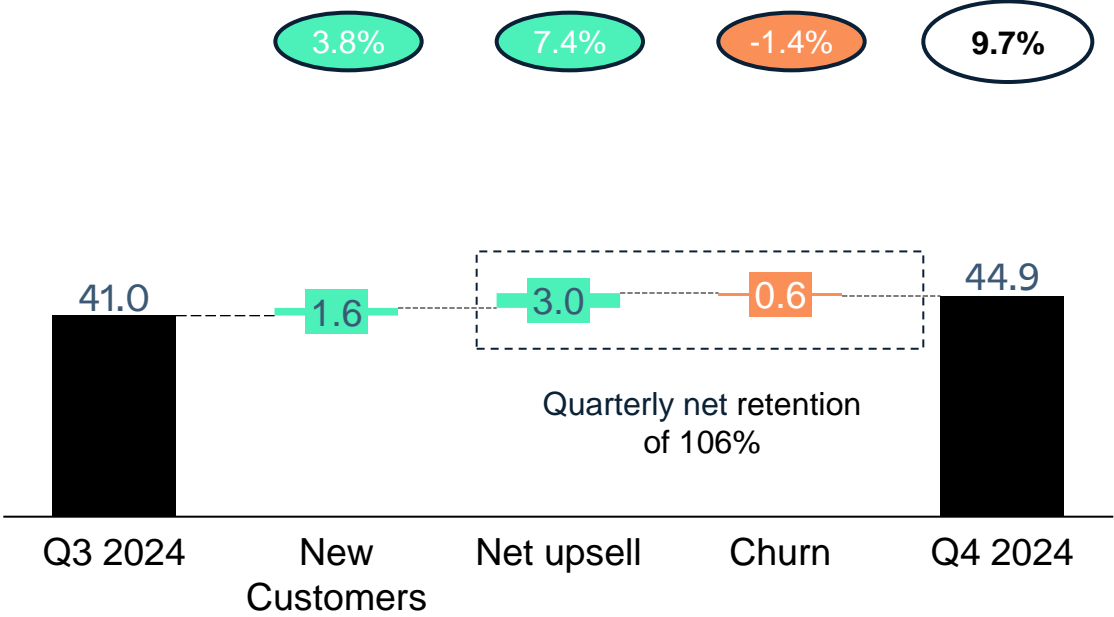 3.8%
7.4%
-1.4%
9.7%
41.0
1.6
3.0
0.6
44.9
Quarterly net retention
of 106%
Q3 2024
New
Customers
Net upsell
Churn
Q4 2024